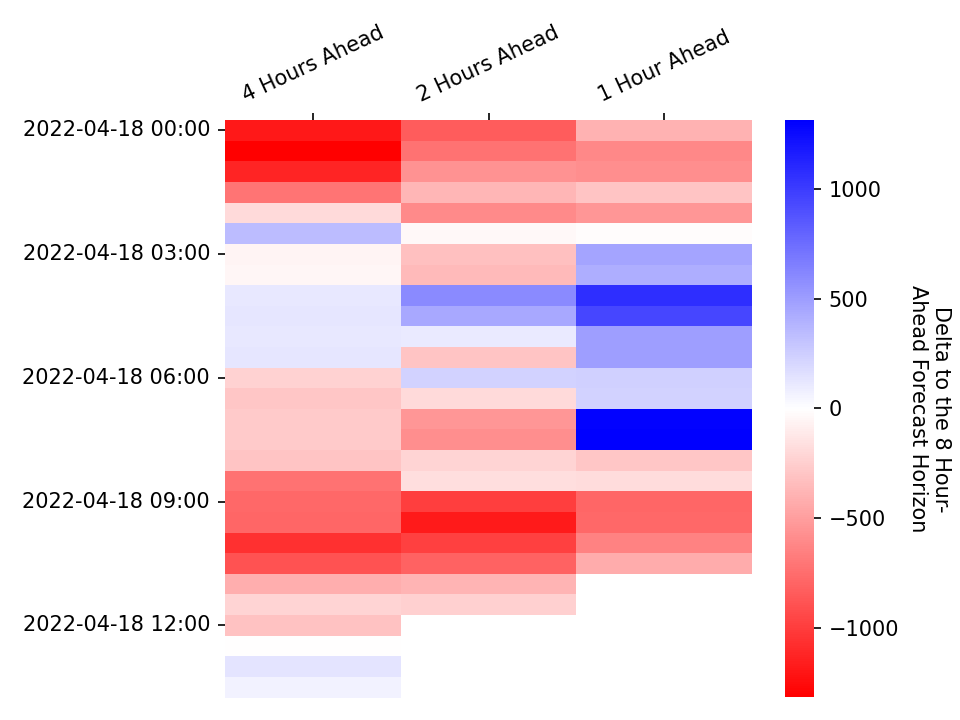 4 Hours Ahead
2 Hours Ahead
1 Hour Ahead
2022-04-18 00:00
2022-04-18 03:00
2022-04-18 06:00
2022-04-18 09:00
2022-04-18 12:00
1000
500
0
−500
−1000
Delta to the 8 Hour-
Ahead Forecast Horizon